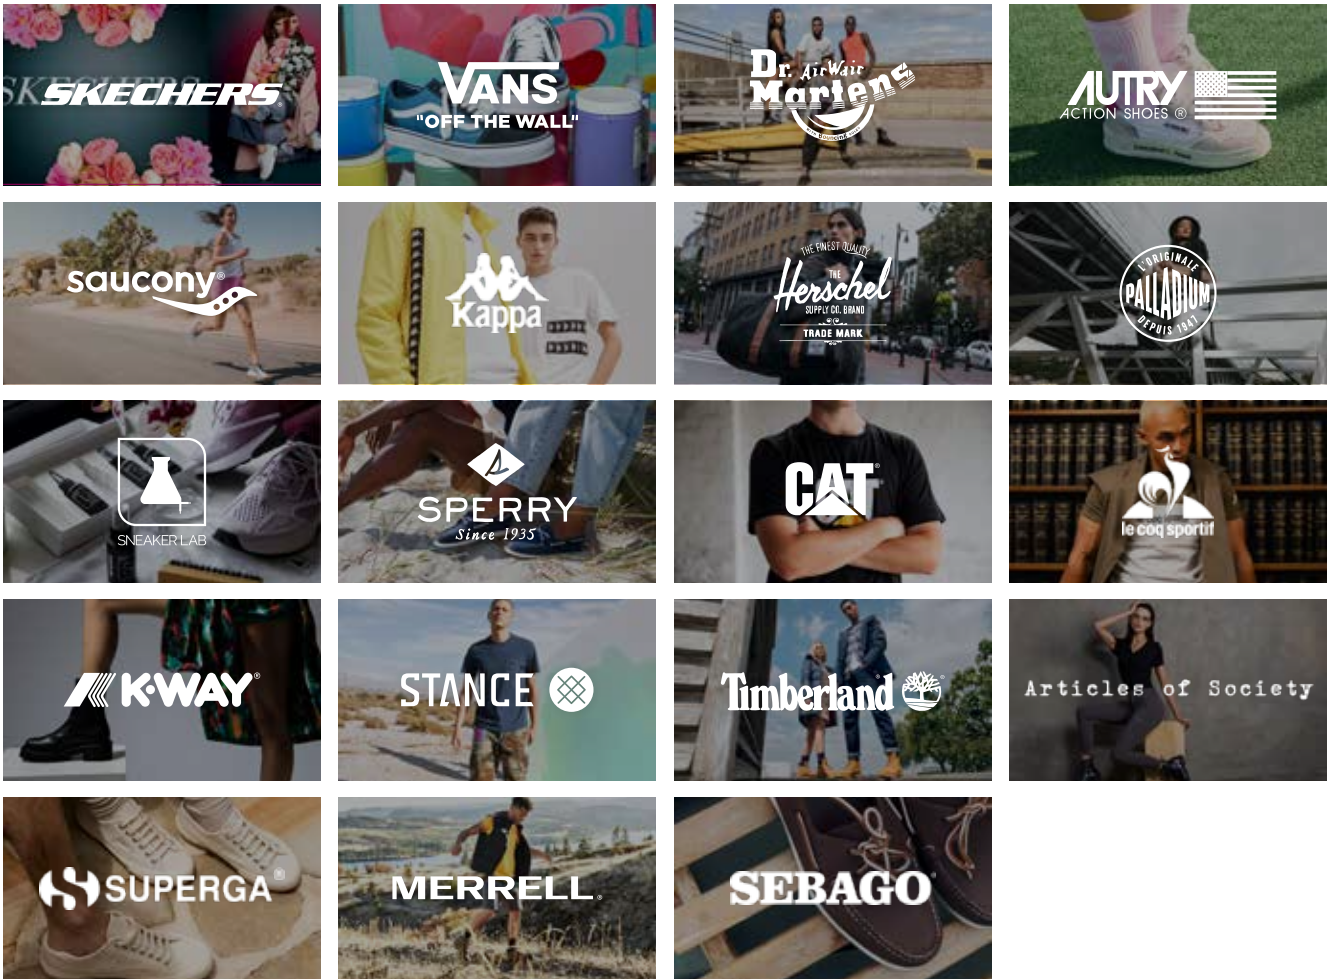 SKECHERS
SKECHERS
VANS
"OFF THE WALL"
Dr. AirWair
Martens
AUTRY
ACTION SHOES ®
saucony®
Kappa
THE FINEST QUALITY
THE
Herschel
SUPPLY CO. BRAND
TRADE MARK
L'ORIGINALE
PALLADIUM
DEPUIS 1947
SNEAKER LAB
SPERRY
Since 1935
CAT®
le coq sportif
K-WAY®
STANCE
Timberland®
Articles of Society
SUPERGA®
MERRELL®
SEBAGO